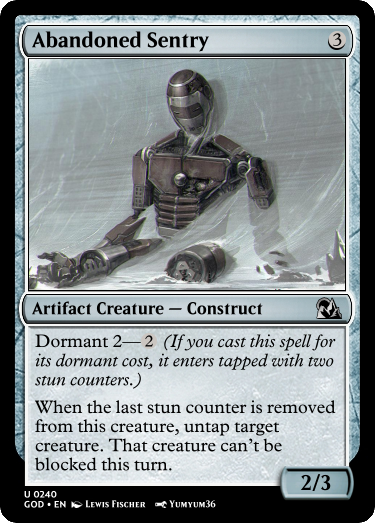 Abandoned Sentry 3
Artifact Creature — Construct
Dormant 2—2 (If you cast this spell for
its dormant cost, it enters tapped with two
stun counters.)
When the last stun counter is removed
from this creature, untap target
creature. That creature can't be
blocked this turn.
2/3
U 0240
GOD • EN Lewis Fischer Yumyum36